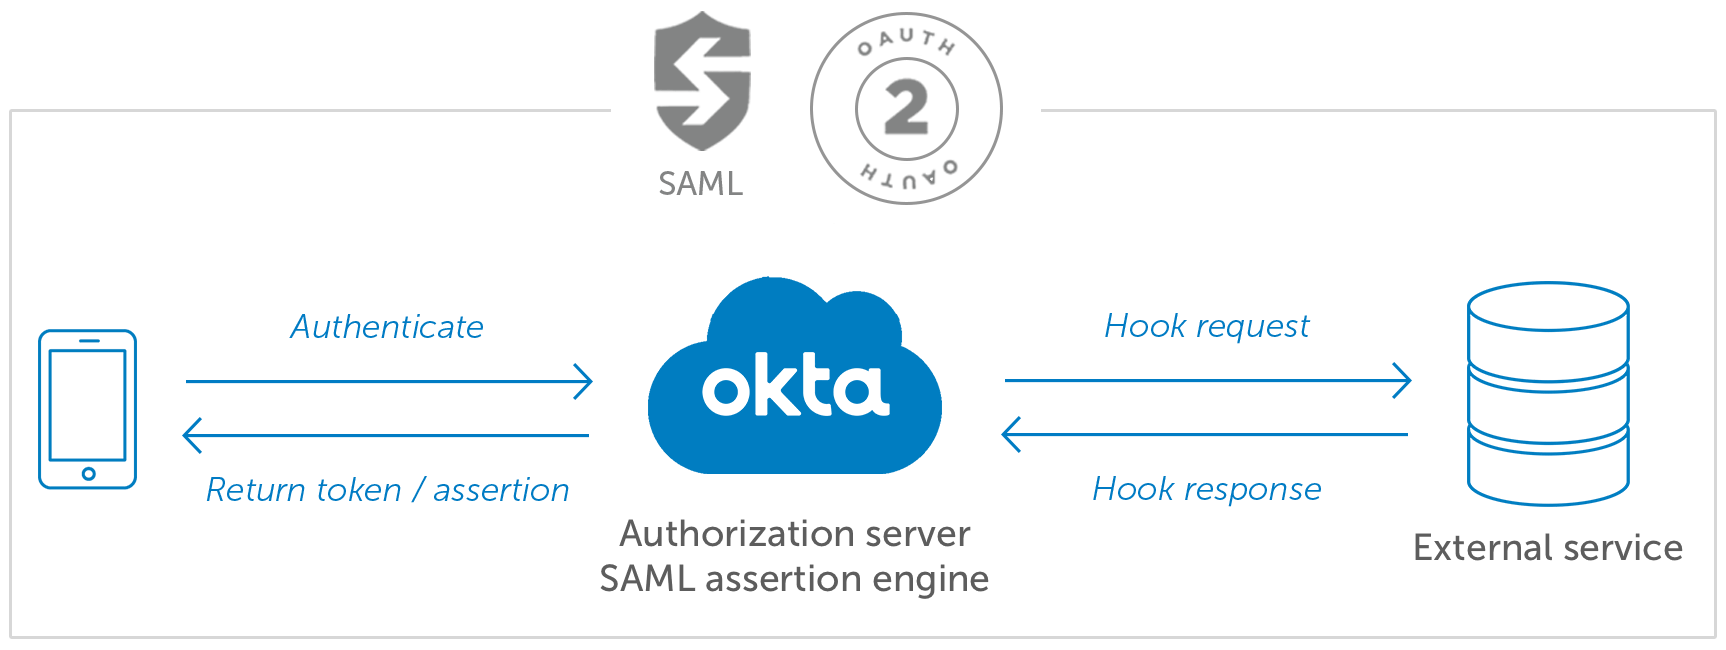 OAUTH
2
OAUTH
SAML
Authenticate
Hook request
okta
Return token / assertion
Hook response
Authorization server
SAML assertion engine
External service